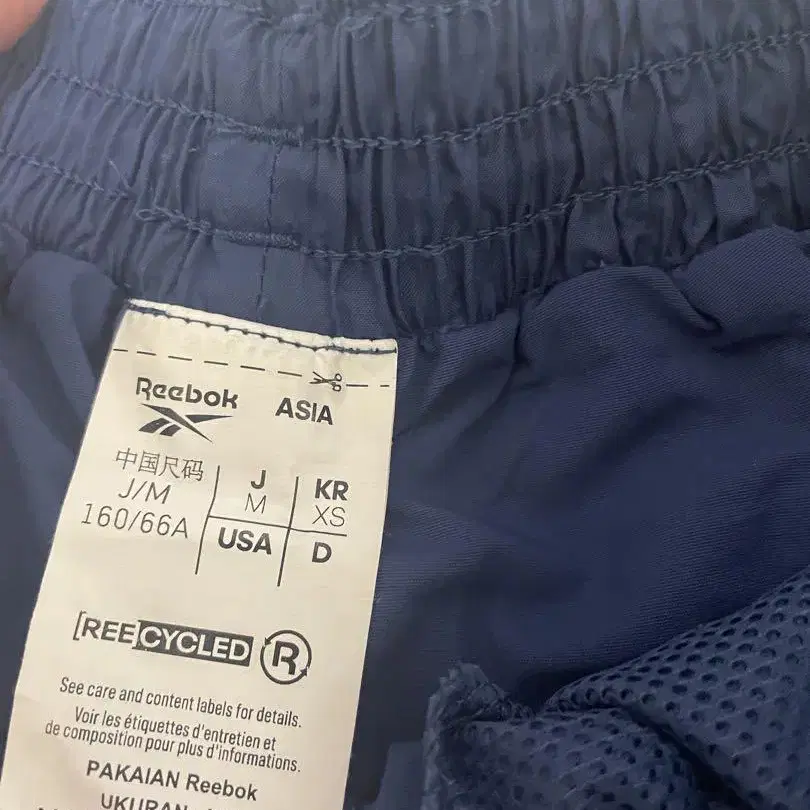 Reebok ASIA
中国尺码
J/M
160/66A
J
M
KR
XS
USA
D
[REECYCLED R
See care and content labels for details.
Voir les étiquettes d'entretien et
de composition pour plus d'informations.
PAKAIAN Reebok
UKURAN